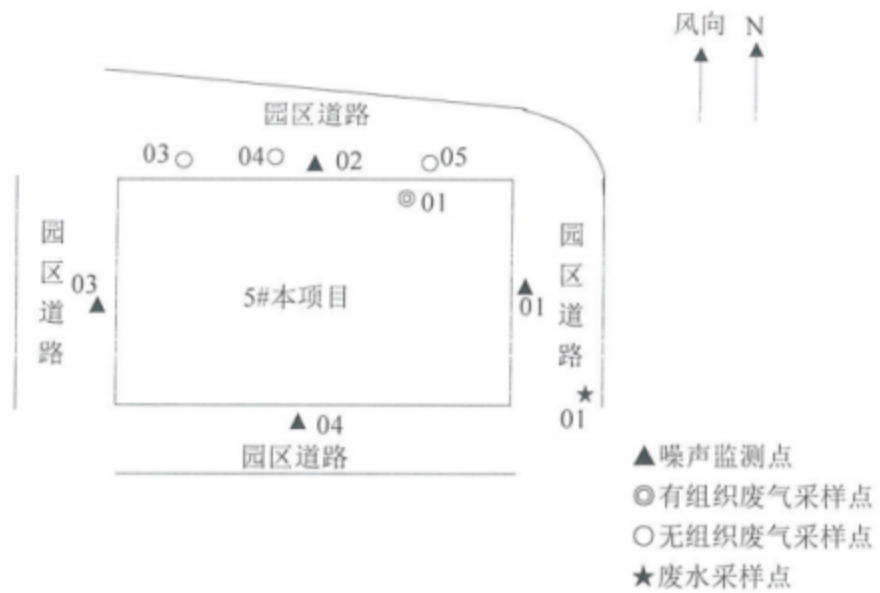 风向 N
园区道路
03 04 02 05
01
园区道路
03
5#本项目
01
园区道路
01
04
园区道路
噪声监测点
有组织废气采样点
无组织废气采样点
废水采样点